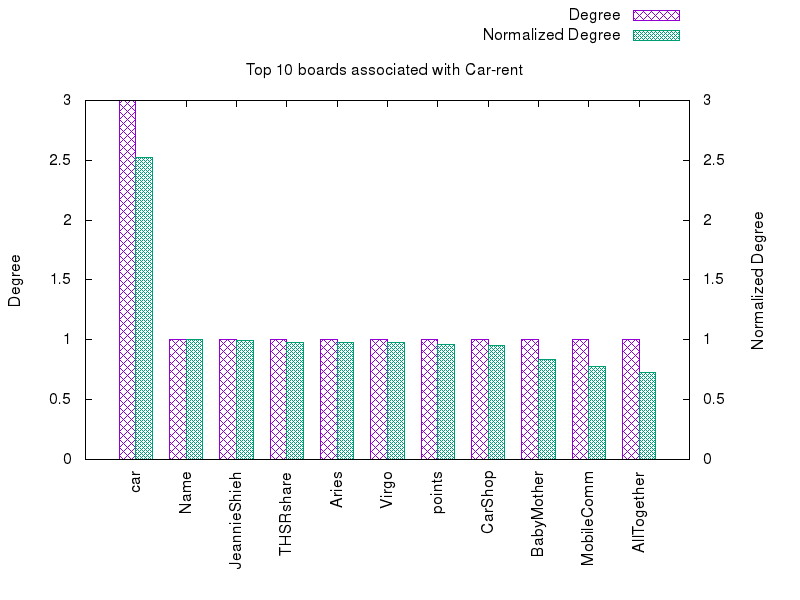 Degree
Normalized Degree
Top 10 boards associated with Car-rent
3
2.5
2
1.5
1
0.5
0
3
2.5
2
1.5
1
0.5
0
Degree
Normalized Degree
car
Name
JeannieShieh
THSRshare
Aries
Virgo
points
CarShop
BabyMother
MobileComm
AllTogether